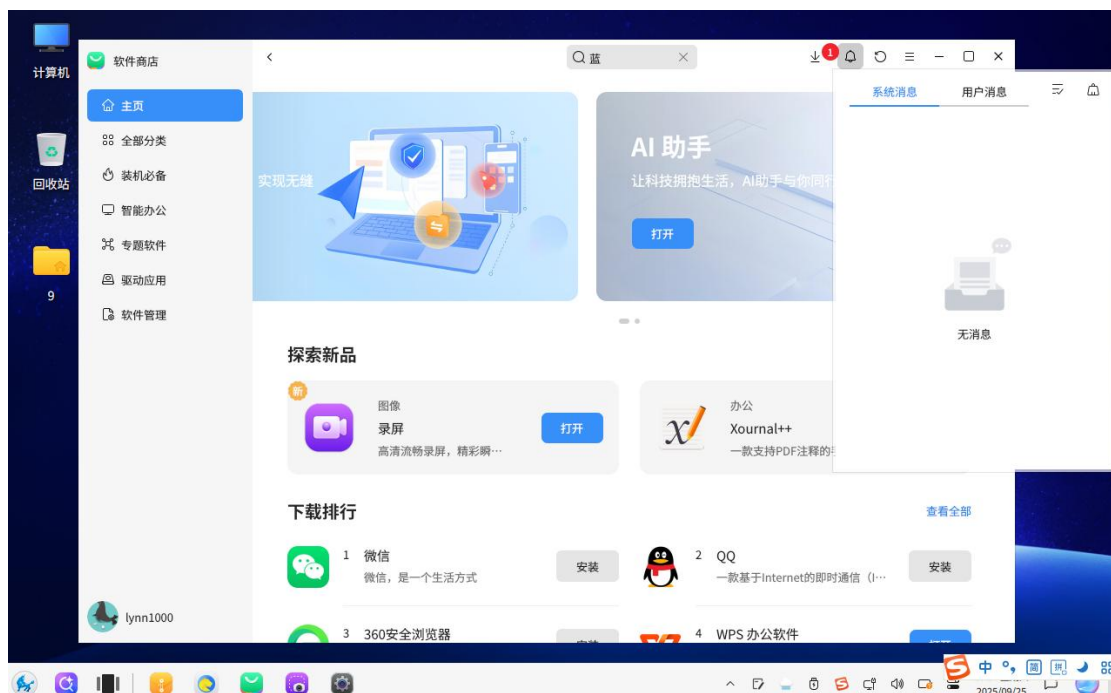 计算机
回收站
9
软件商店
蓝
1
主页
全部分类
装机必备
智能办公
专题软件
驱动应用
软件管理
lynn1000
系统消息
用户消息
无消息
实现无缝
AI 助手
让科技拥抱生活，AI助手与你同行
打开
探索新品
新
图像
录屏
高清流畅录屏，精彩瞬…
打开
办公
Xournal++
一款支持PDF注释的
下载排行
查看全部
1
微信
微信，是一个生活方式
安装
2
QQ
一款基于Internet的即时通信（I…
安装
3
360安全浏览器
4
WPS 办公软件
中
簡
拼
2025/09/25